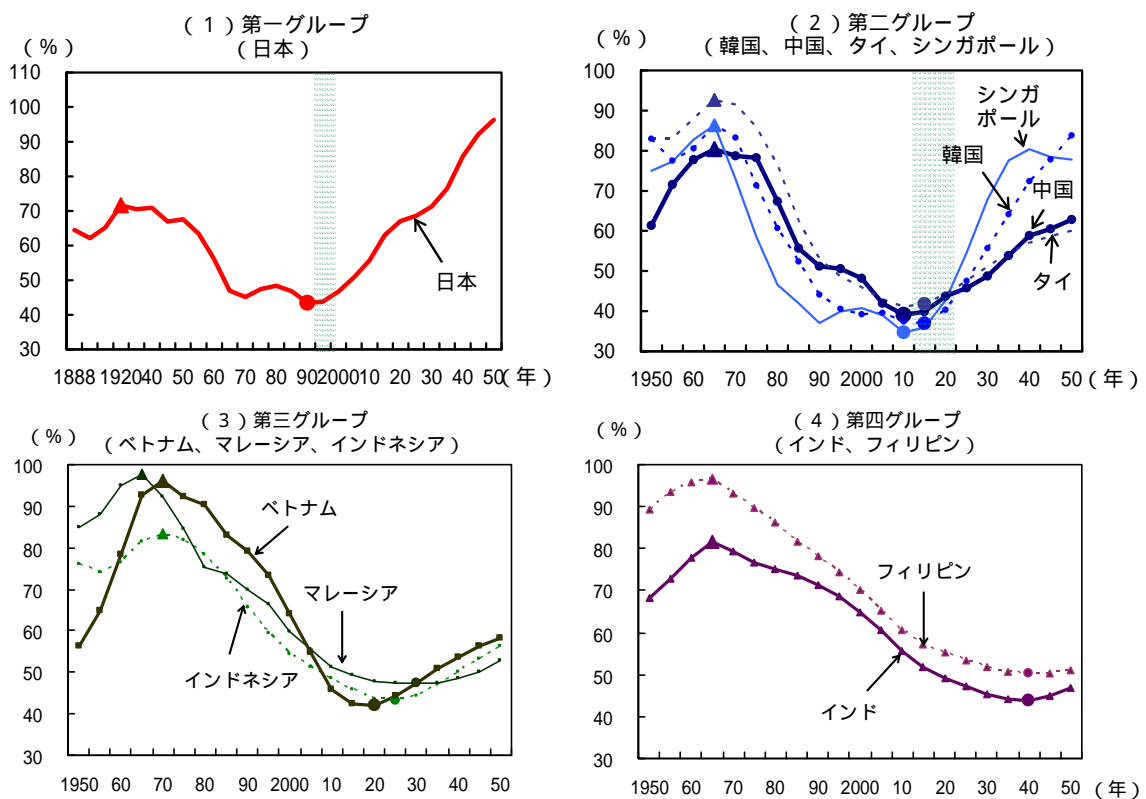 （１）第一グループ
（日本）
（％）
110
100
90
80
70
60
50
40
30
日本
1888 1920 40 50 60 70 80 90 2000 10 20 30 40 50（年）
（２）第二グループ
（韓国、中国、タイ、シンガポール）
（％）
100
90
80
70
60
50
40
30
シンガ
ポール
韓国
中国
タイ
1950 60 70 80 90 2000 10 20 30 40 50（年）
（３）第三グループ
（ベトナム、マレーシア、インドネシア）
（％）
100
90
80
70
60
50
40
30
ベトナム
マレーシア
インドネシア
1950 60 70 80 90 2000 10 20 30 40 50
（４）第四グループ
（インド、フィリピン）
（％）
100
90
80
70
60
50
40
30
フィリピン
インド
1950 60 70 80 90 2000 10 20 30 40 50（年）